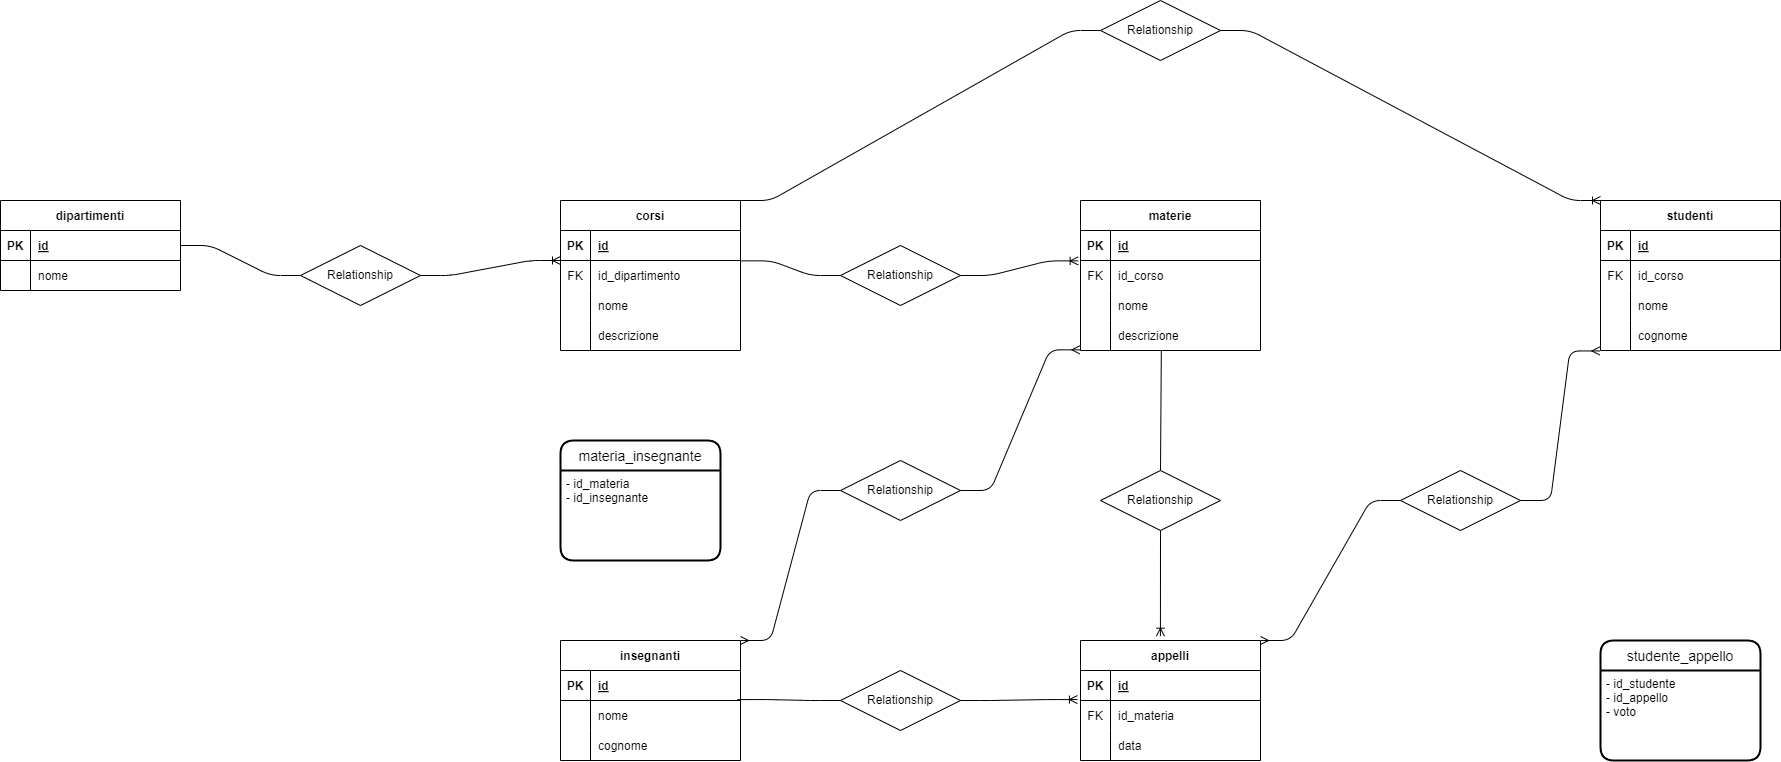 Relationship
dipartimenti
PK id
nome
Relationship
corsi
PK id
FK id_dipartimento
nome
descrizione
Relationship
materie
PK id
FK id_corso
nome
descrizione
studenti
PK id
FK id_corso
nome
cognome
materia_insegnante
- id_materia
- id_insegnante
Relationship
Relationship
Relationship
insegnanti
PK id
nome
cognome
Relationship
appelli
PK id
FK id_materia
data
studente_appello
- id_studente
- id_appello
- voto